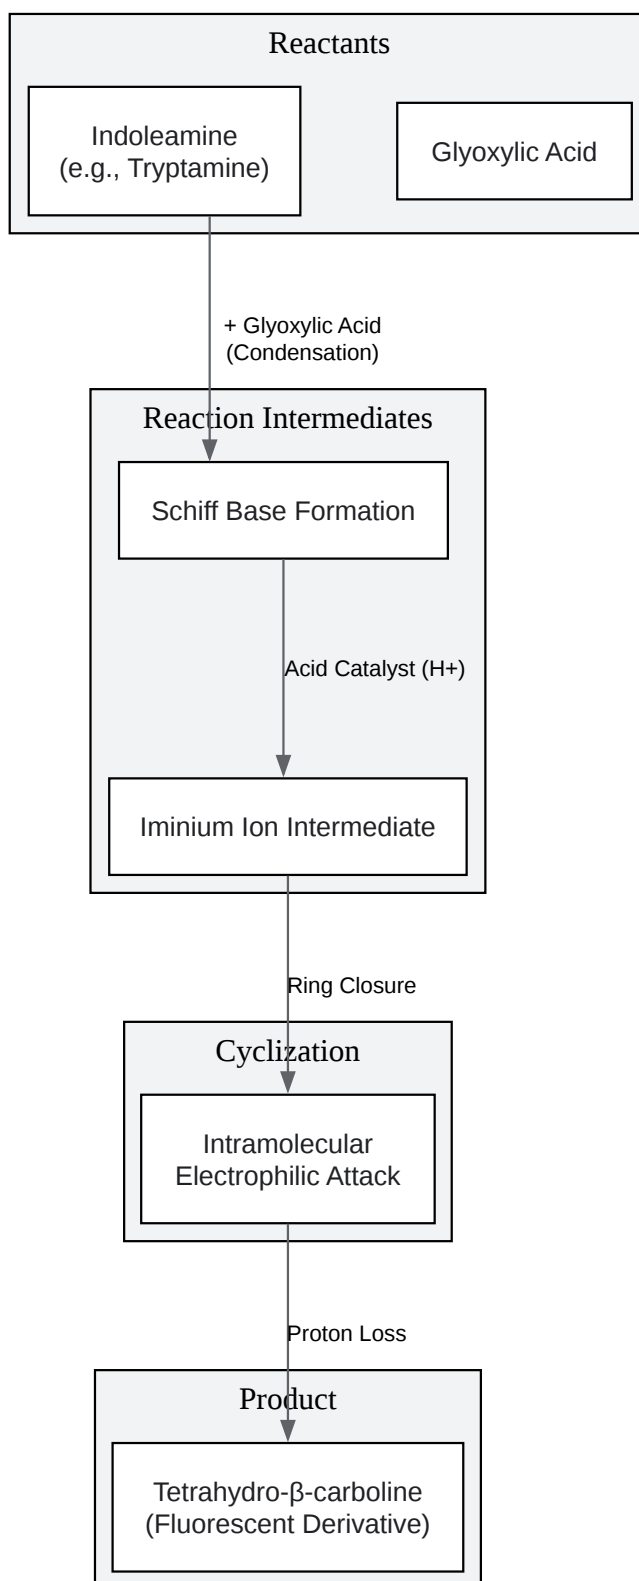 Reactants
Indoleamine
(e.g., Tryptamine)
Glyoxylic Acid
+ Glyoxylic Acid
(Condensation)
Reaction Intermediates
Schiff Base Formation
Acid Catalyst (H+)
Iminium Ion Intermediate
Ring Closure
Cyclization
Intramolecular
Electrophilic Attack
Proton Loss
Product
Tetrahydro-β-carboline
(Fluorescent Derivative)